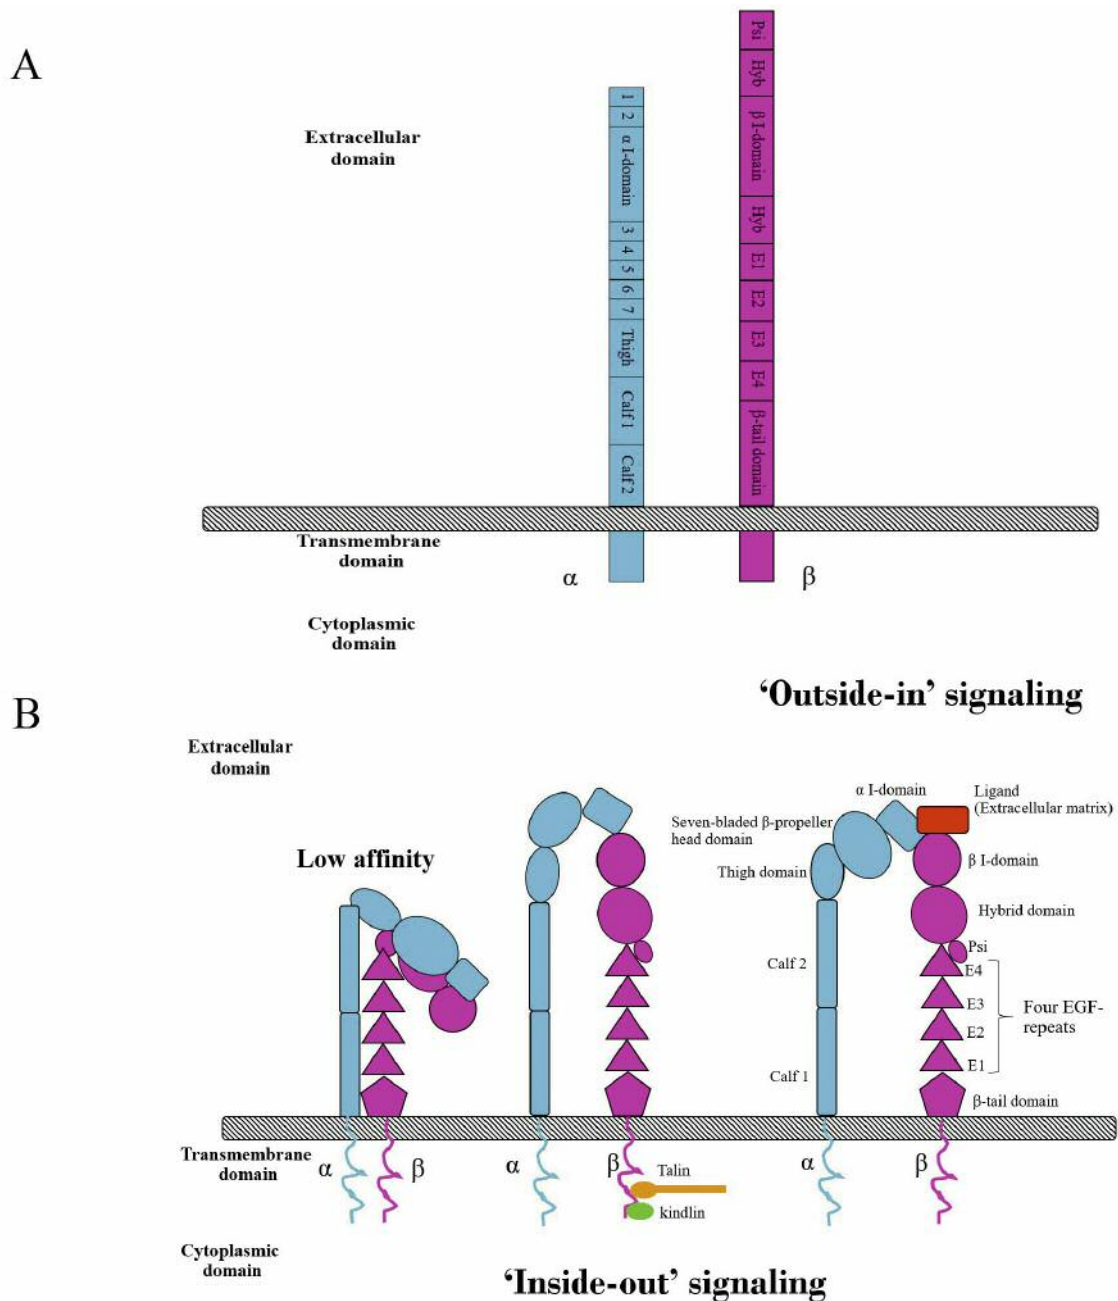 A
Extracellular
domain
1
2
α I-domain
3
4
5
6
7
Thigh
Calf 1
Calf 2
Psi
Hyb
β I-domain
Hyb
E1
E2
E3
E4
β-tail domain
Transmembrane
domain
α
β
Cytoplasmic
domain
‘Outside-in’ signaling
B
Extracellular
domain
Low affinity
α I-domain
Ligand
(Extracellular matrix)
Seven-bladed β-propeller
head domain
Thigh domain
β I-domain
Hybrid domain
Psi
Calf 2
E4
E3
E2
E1
Four EGF-
repeats
Calf 1
β-tail domain
Transmembrane
domain
α
β
α
β
α
β
Talin
kindlin
Cytoplasmic
domain
‘Inside-out’ signaling